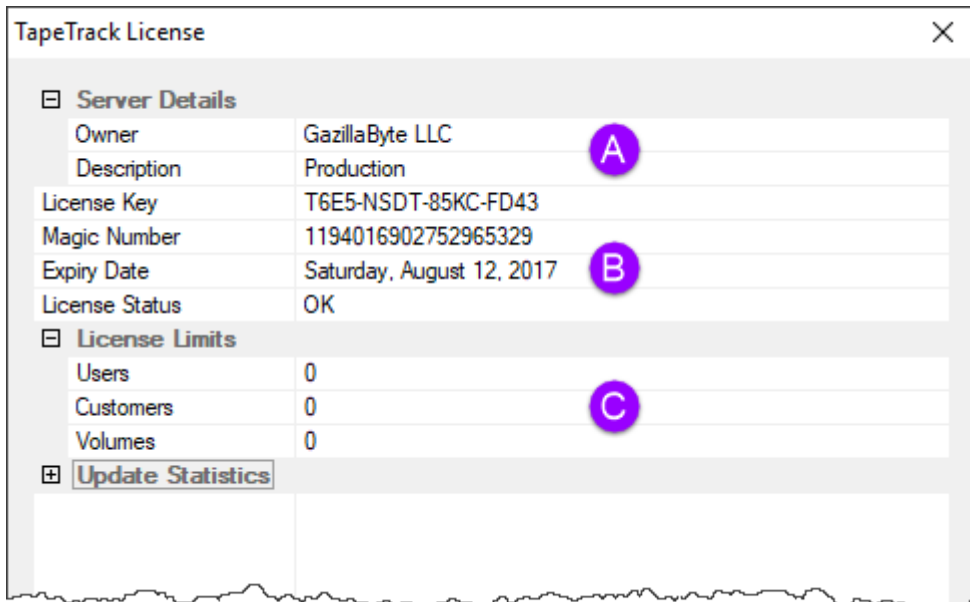 TapeTrack License
Server Details
Owner GazillaByte LLC
A
Description Production
License Key T6E5-NSDT-85KC-FD43
Magic Number 1194016902752965329
Expiry Date Saturday, August 12, 2017 B
License Status OK
License Limits
Users 0
Customers 0 C
Volumes 0
Update Statistics